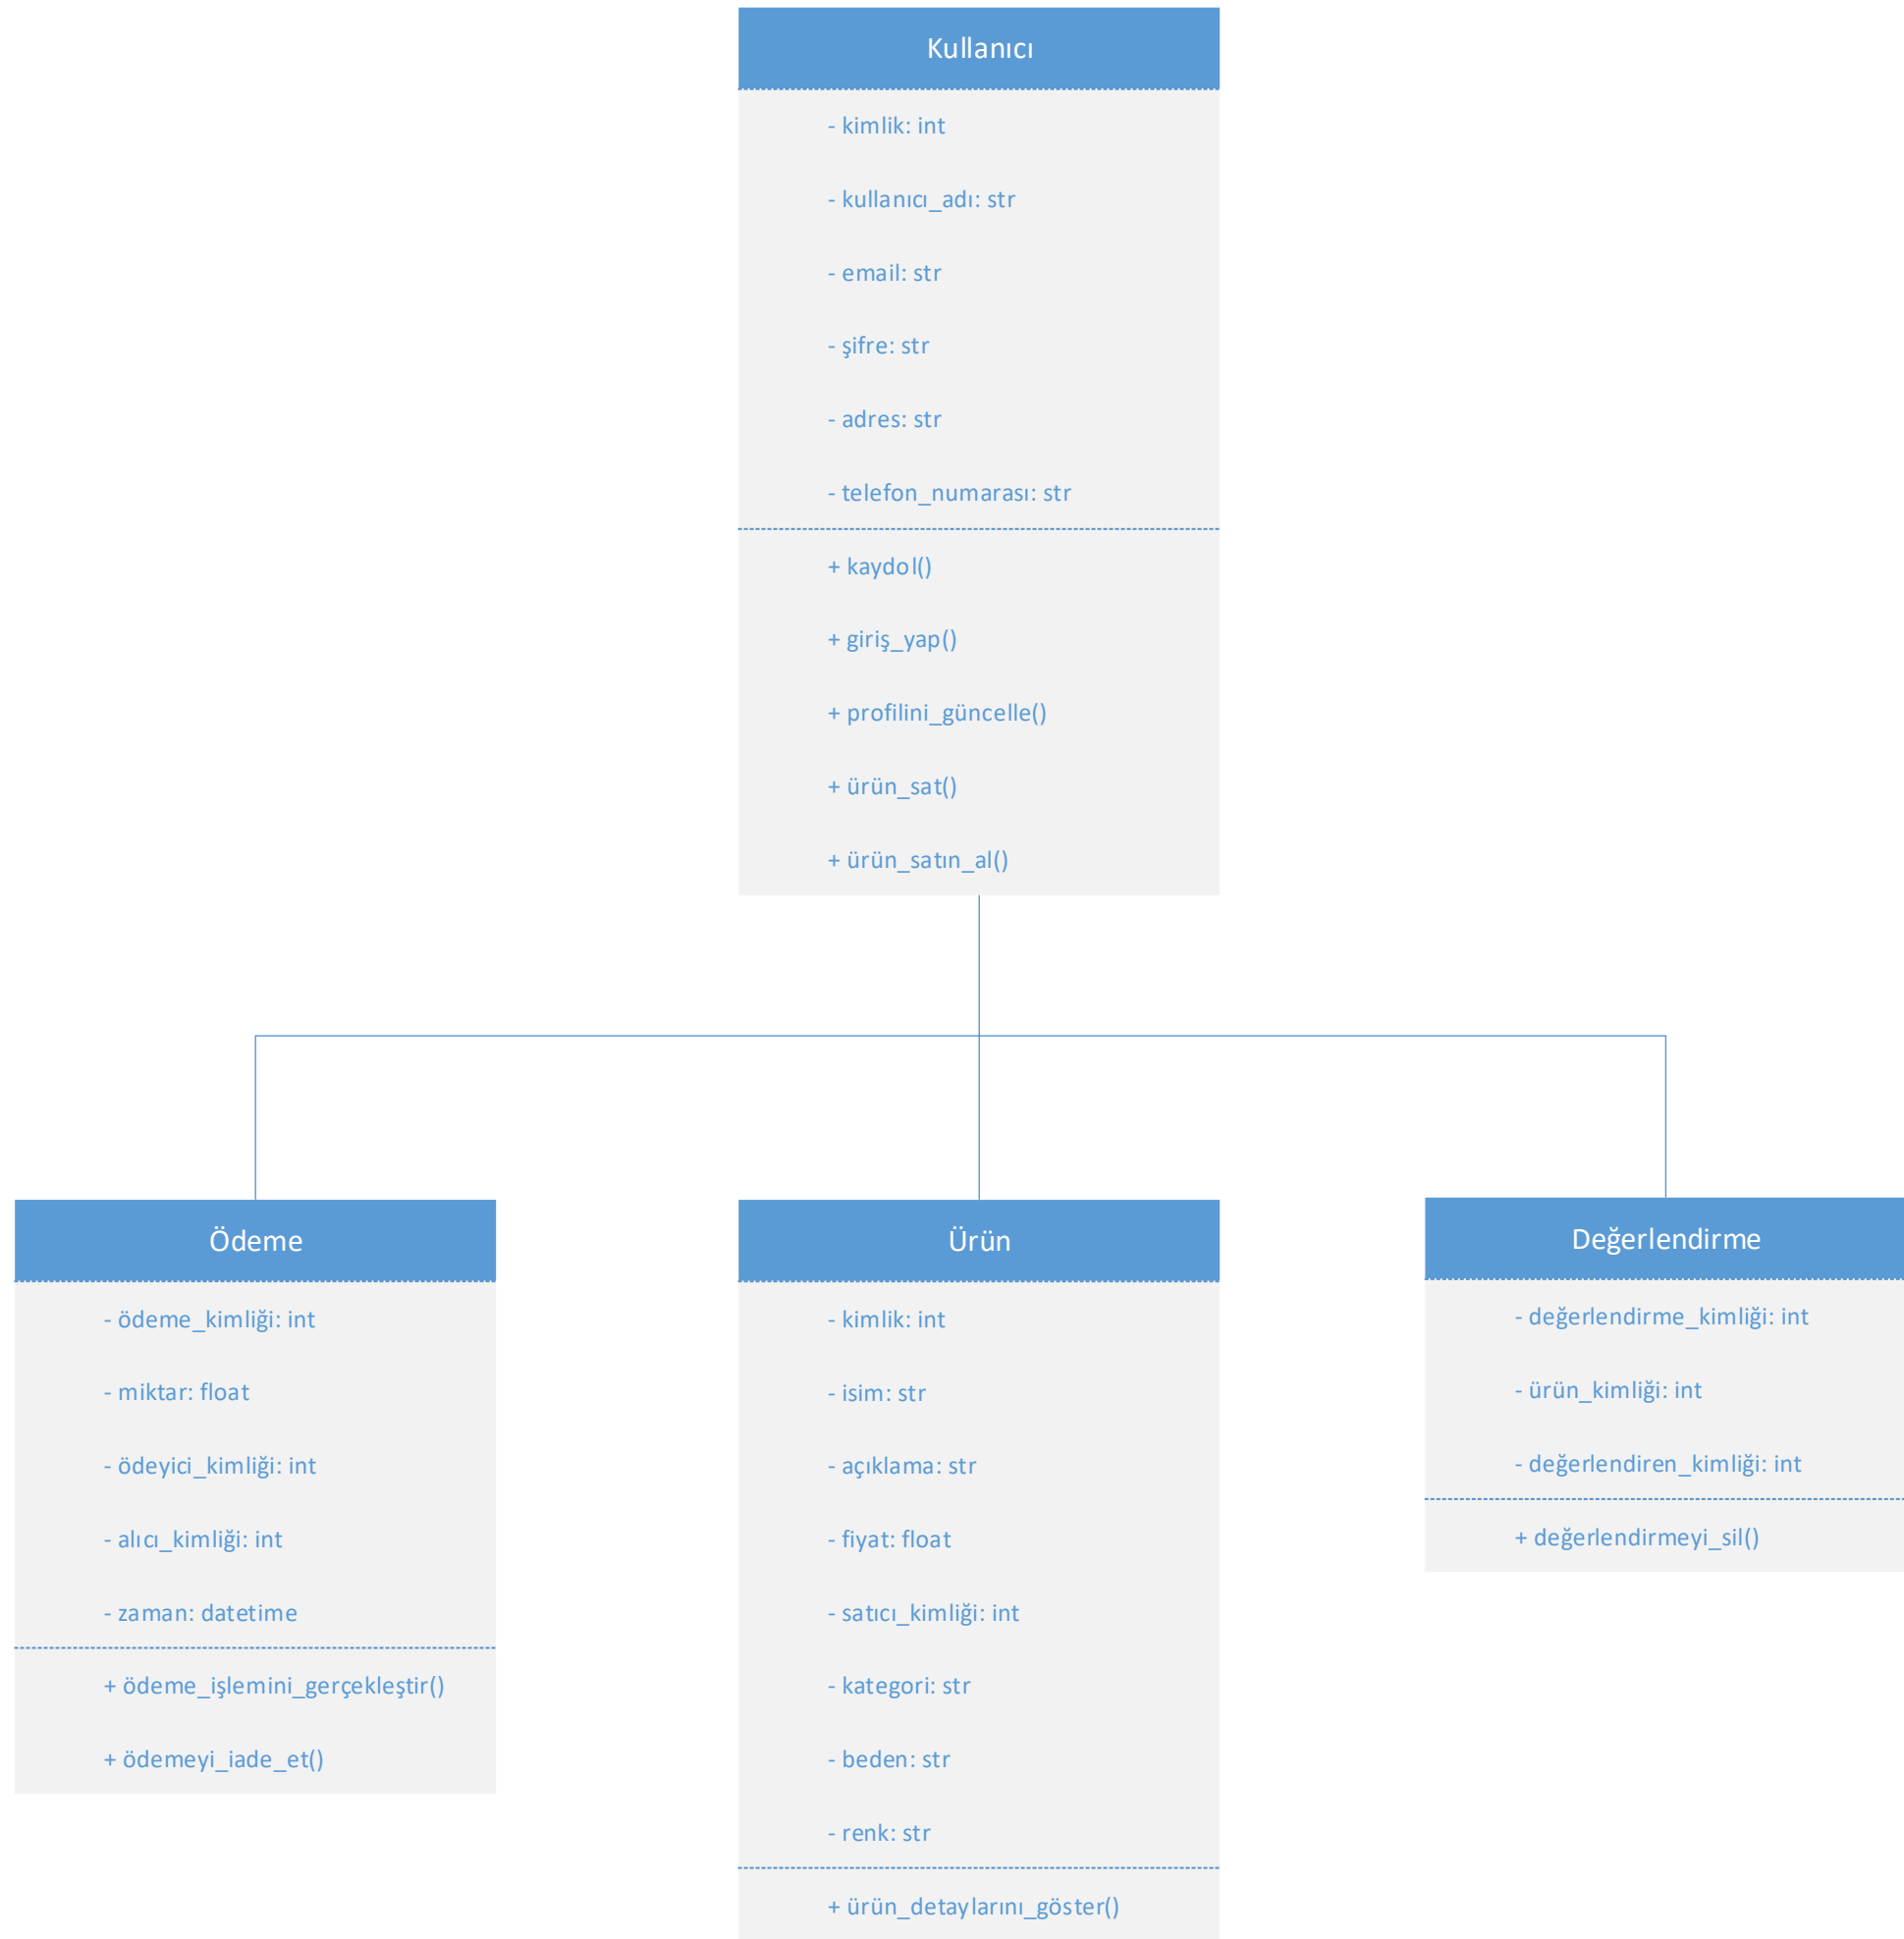 Kullanıcı
- kimlik: int
- kullanıcı_adı: str
- email: str
- şifre: str
- adres: str
- telefon_numarası: str
+ kaydol()
+ giriş_yap()
+ profilini_güncelle()
+ ürün_sat()
+ ürün_satın_al()
Ödeme
- ödeme_kimliği: int
- miktar: float
- ödeyici_kimliği: int
- alıcı_kimliği: int
- zaman: datetime
+ ödeme_işlemini_gerçekleştir()
+ ödemeyi_iade_et()
Ürün
- kimlik: int
- isim: str
- açıklama: str
- fiyat: float
- satıcı_kimliği: int
- kategori: str
- beden: str
- renk: str
+ ürün_detaylarını_göster()
Değerlendirme
- değerlendirme_kimliği: int
- ürün_kimliği: int
- değerlendiren_kimliği: int
+ değerlendirmeyi_sil()